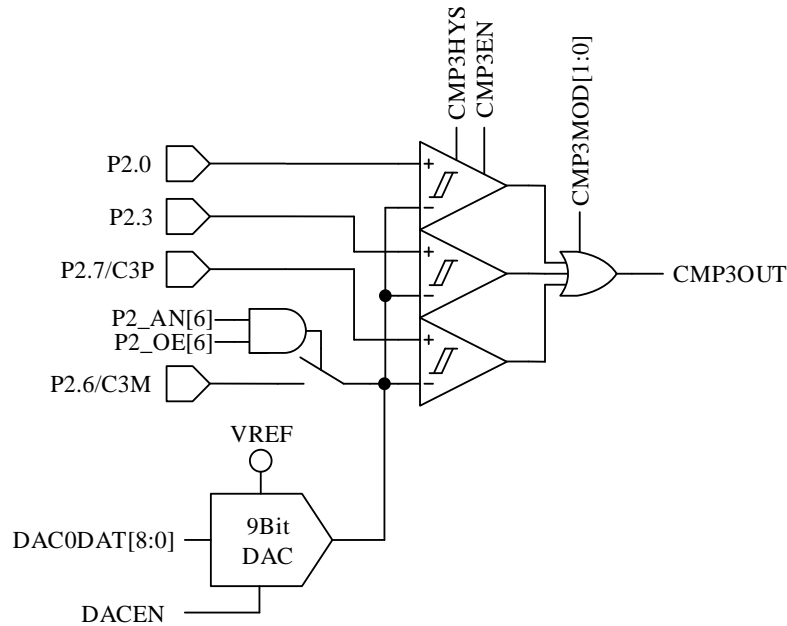 CMP3HYS
CMP3EN
CMP3MOD[1:0]
P2.0
+
−
P2.3
+
−
P2.7/C3P
CMP3OUT
P2_AN[6]
P2_OE[6]
+
−
P2.6/C3M
VREF
DAC0DAT[8:0]
9Bit
DAC
DACEN